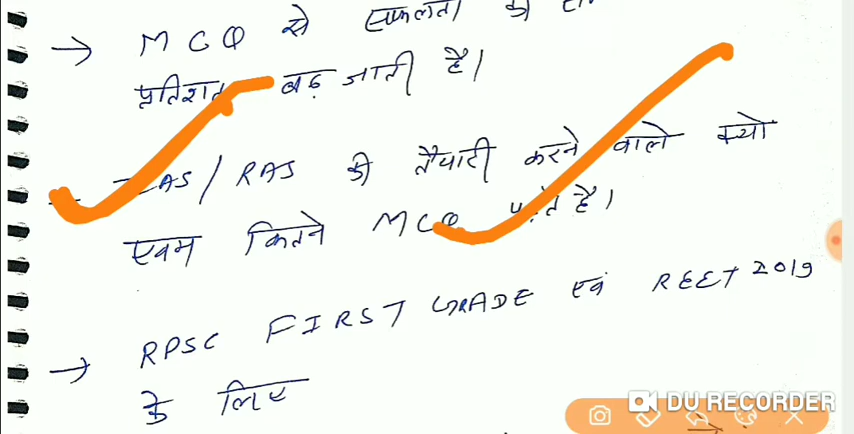 → MCQ से सफलता की
प्रतिशत बढ़ जाती है।
IAS / RAS की तैयारी करने वाले क्यो
एवम कितने MCQ है।
→ RPSC FIRST GRADE एवं REET 2019
के लिए
DU RECORDER